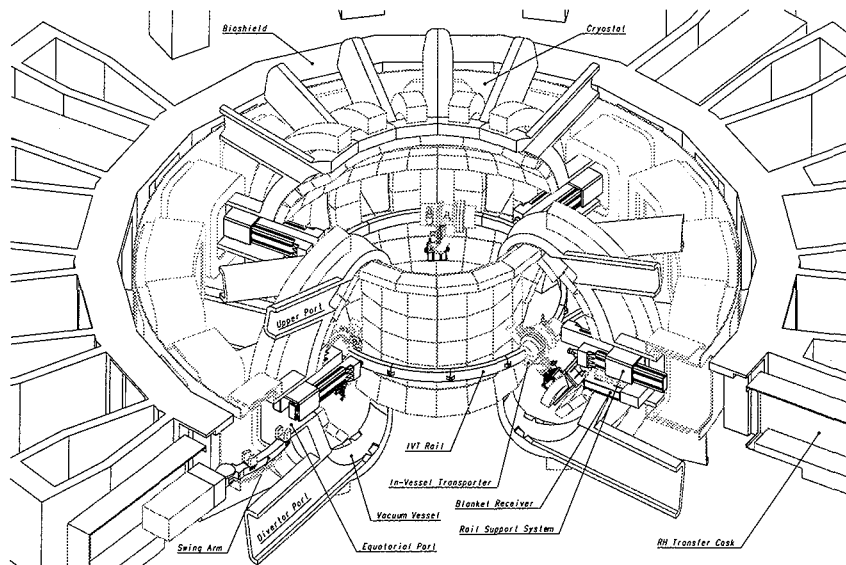 Bioshield
Cryostat
Upper Port
IVT Rail
In-Vessel Transporter
Blanket Receiver
Divertor Port
Vacuum Vessel
Rail Support System
Swing Arm
Equatorial Port
RH Transfer Cask